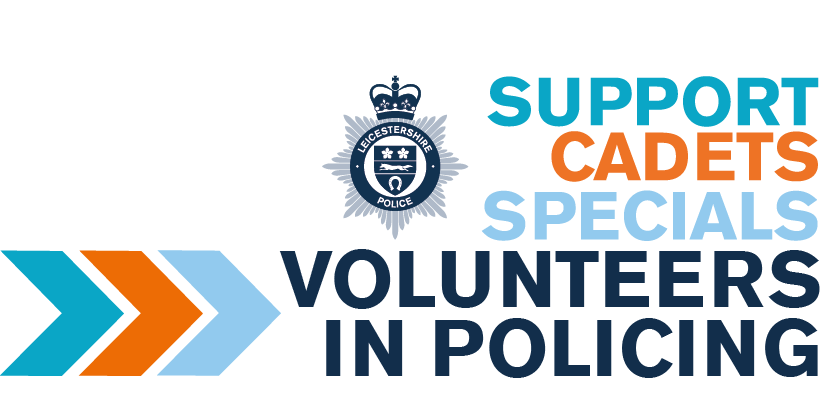 LEICESTERSHIRE
POLICE
SUPPORT
CADETS
SPECIALS
VOLUNTEERS
IN POLICING